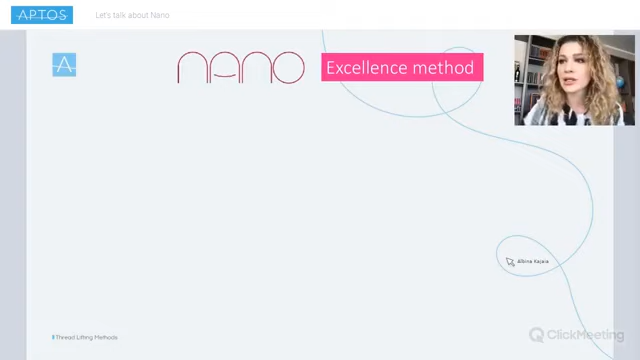 APTOS
Let's talk about Nano
nano
Excellence method
Albina Kajaia
Thread Lifting Methods
ClickMeeting